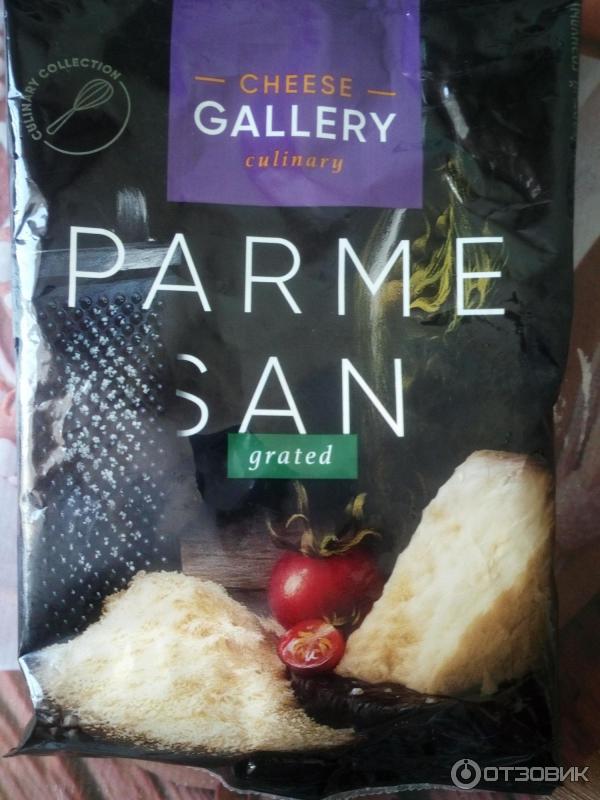 CULINARY COLLECTION
CHEESE
GALLERY
culinary
PARME
SAN
grated
ОТЗОВИК